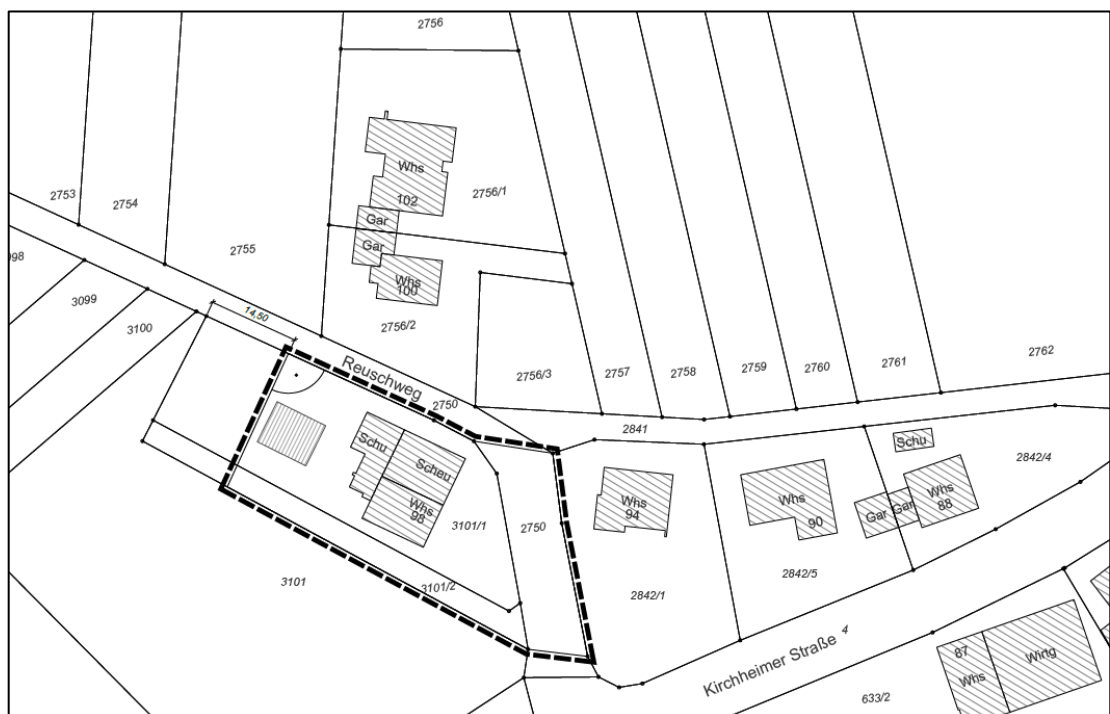 2756
2753
2754
2755
Whs
102
2756/1
Gar
Gar
Whs
100
2756/2
3099
3100
14,50
Reuschweg
2750
2756/3
2757
2758
2759
2760
2761
2762
2841
Schu
Scheu
Whs
98
3101/1
2750
3101
3101/2
Whs
94
2842/1
Whs
90
2842/5
Gar
Gar
Whs
88
Schu
2842/4
Kirchheimer Straße
4
87
Whs
Wirtg
633/2